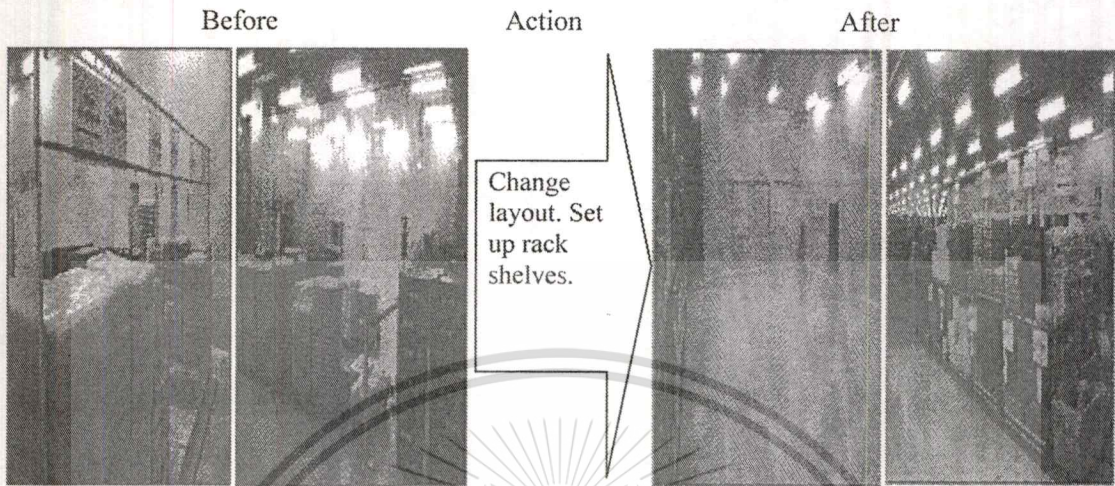 Before
Action
After
Change
layout. Set
up rack
shelves.